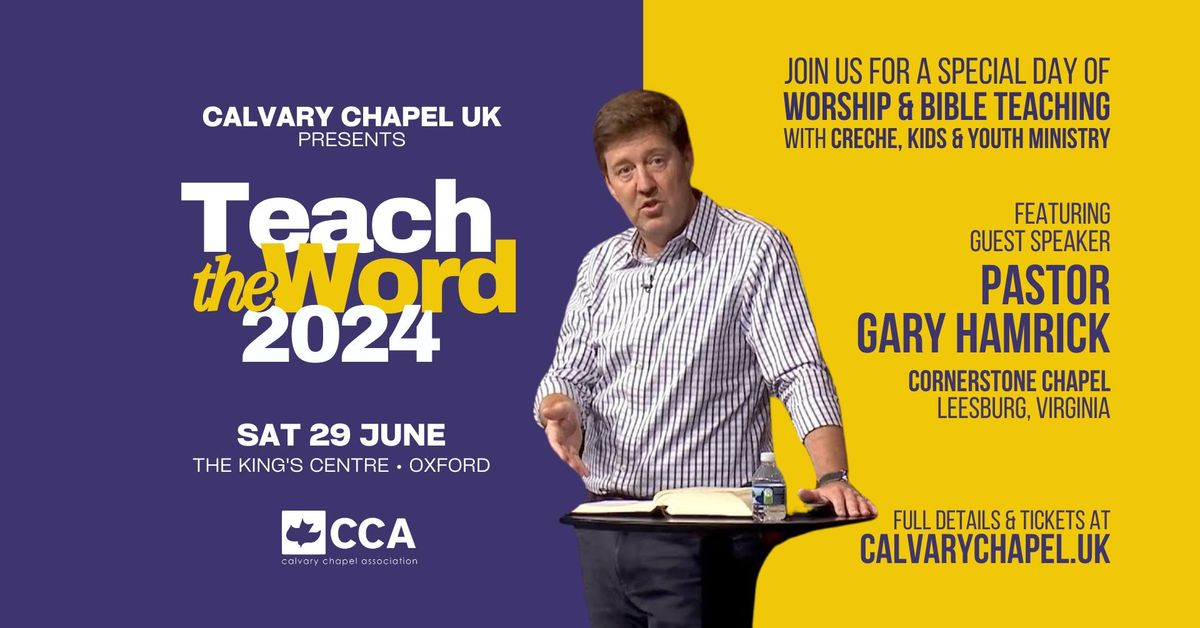 CALVARY CHAPEL UK
PRESENTS
Teach
the Word
2024
SAT 29 JUNE
THE KING'S CENTRE • OXFORD
CCA
calvary chapel association
JOIN US FOR A SPECIAL DAY OF
WORSHIP & BIBLE TEACHING
WITH CRECHE, KIDS & YOUTH MINISTRY
FEATURING
GUEST SPEAKER
PASTOR
GARY HAMRICK
CORNERSTONE CHAPEL
LEESBURG, VIRGINIA
FULL DETAILS & TICKETS AT
CALVARYCHAPEL.UK